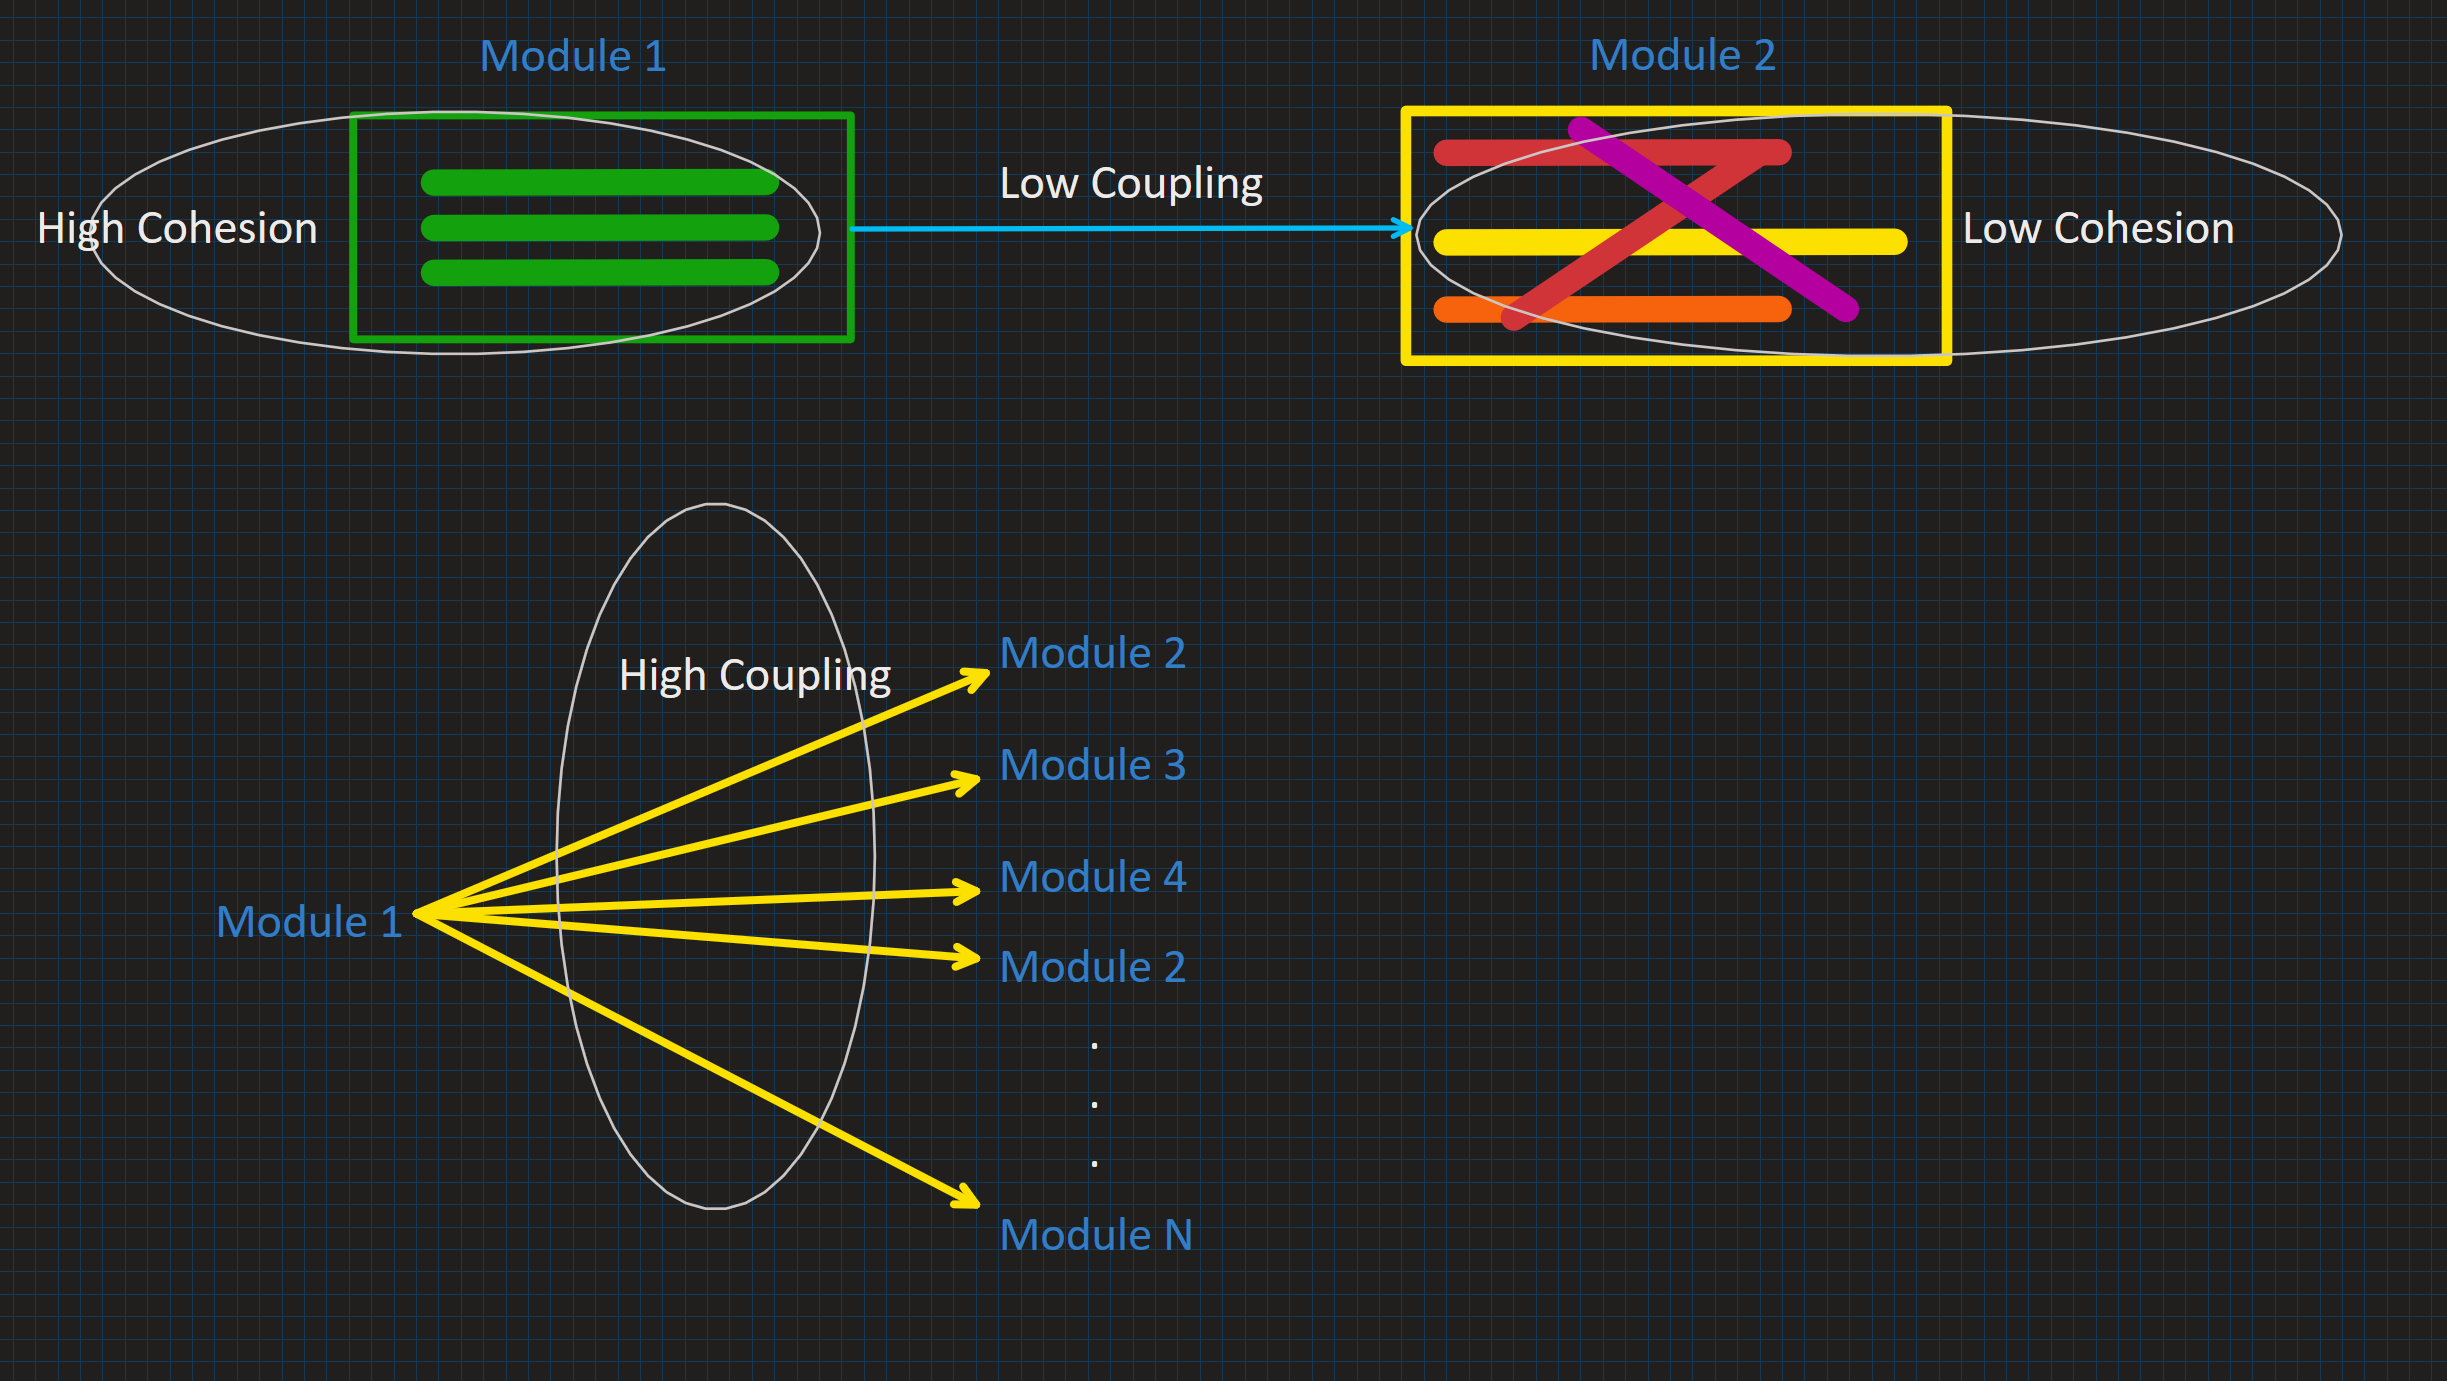 Module 1
Module 2
High Cohesion
Low Coupling
Low Cohesion
High Coupling
Module 2
Module 3
Module 4
Module 1
Module 2
.
.
.
Module N